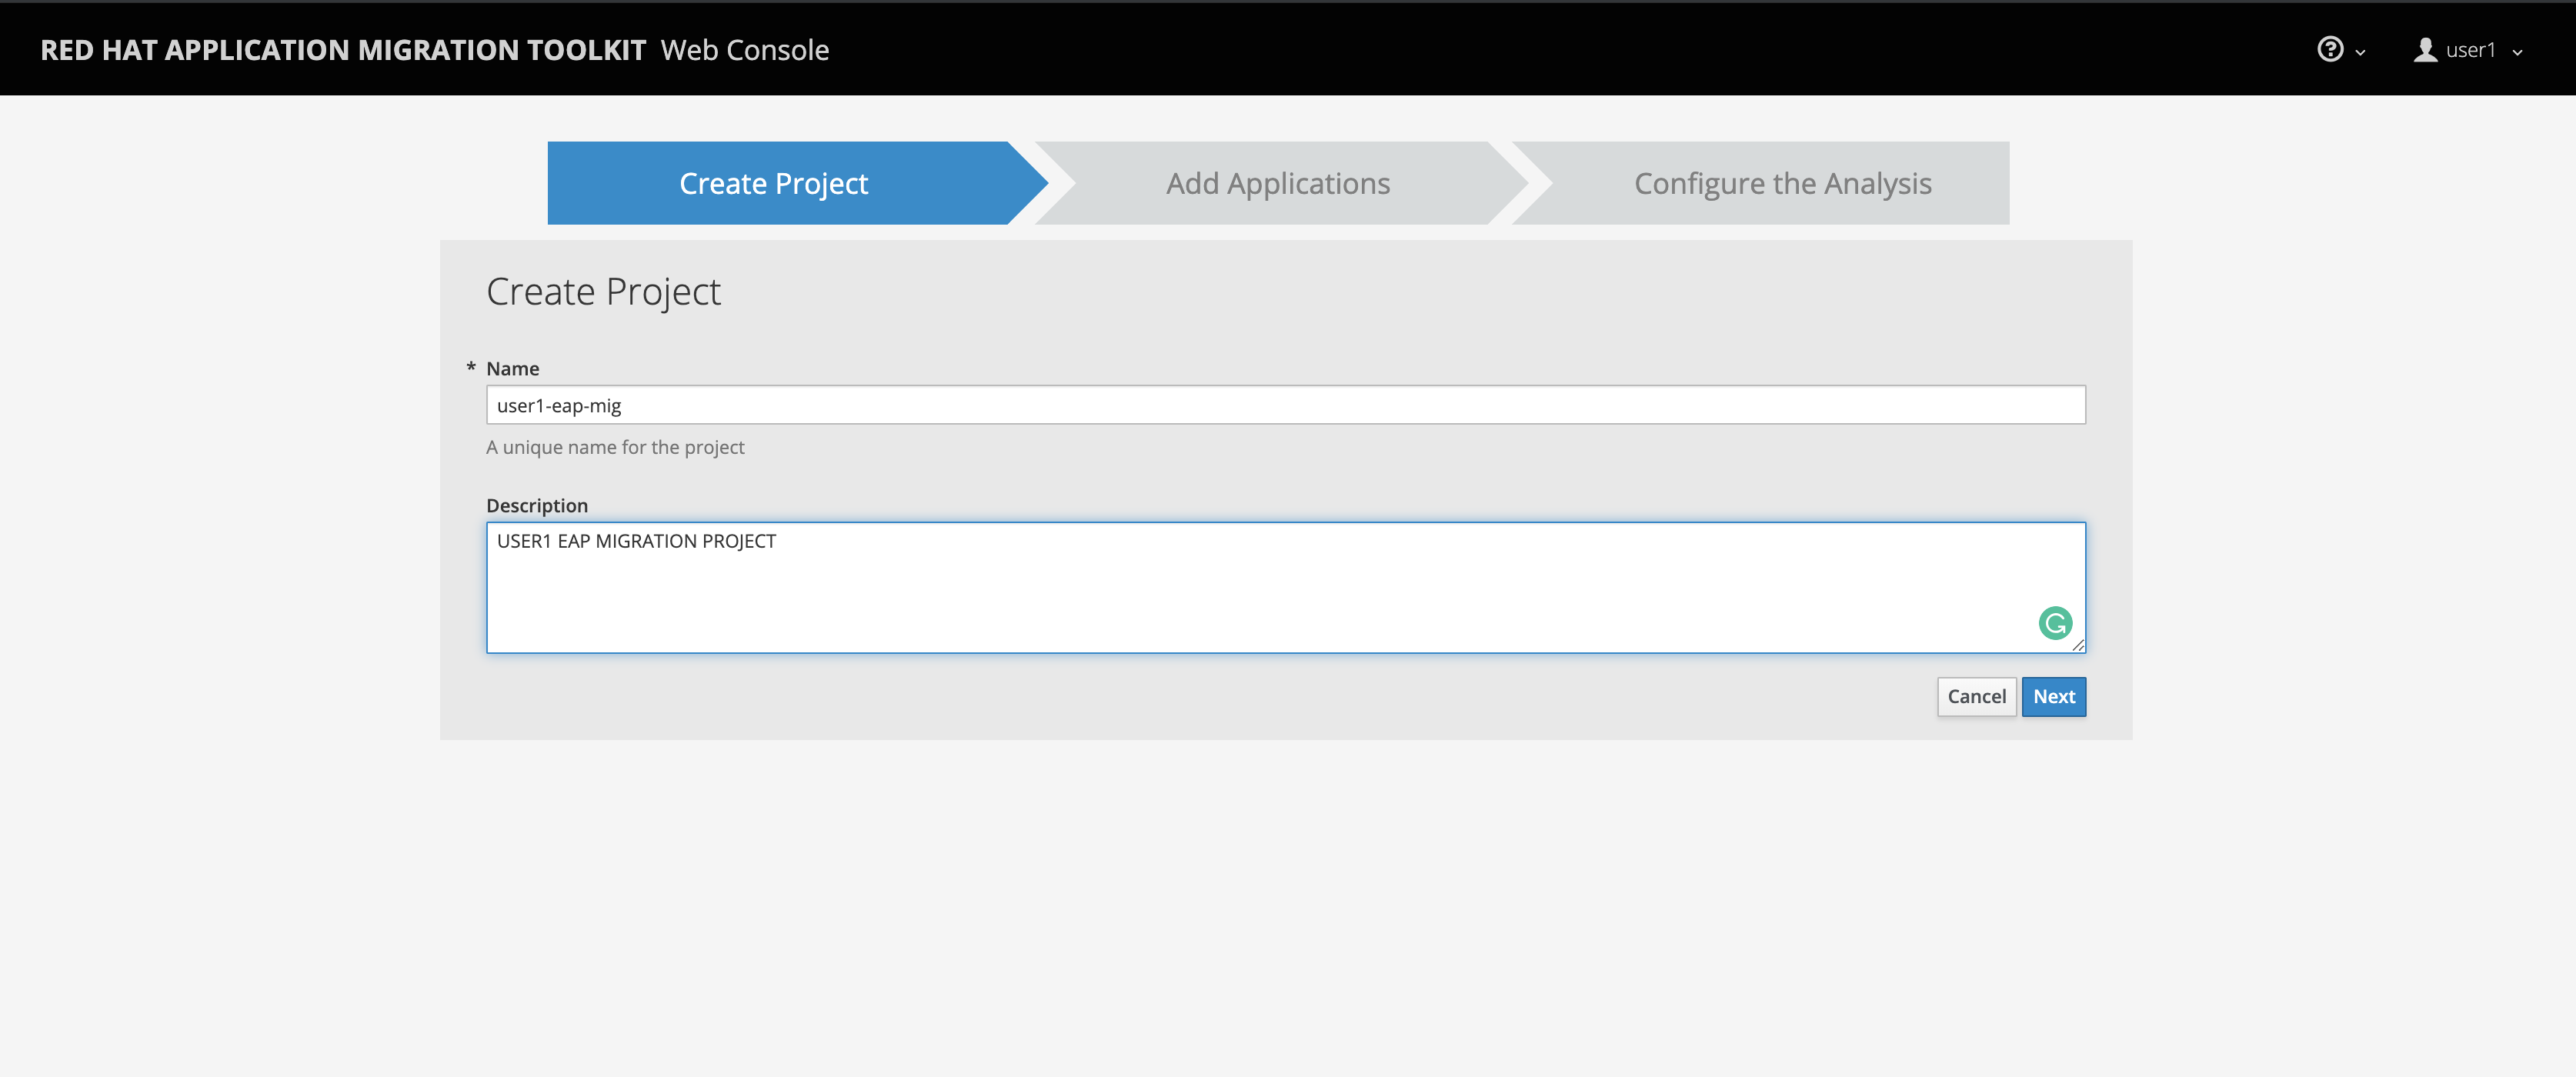 RED HAT APPLICATION MIGRATION TOOLKIT Web Console
user1
Create Project
Add Applications
Configure the Analysis
Create Project
* Name
user1-eap-mig
A unique name for the project
Description
USER1 EAP MIGRATION PROJECT
Cancel
Next